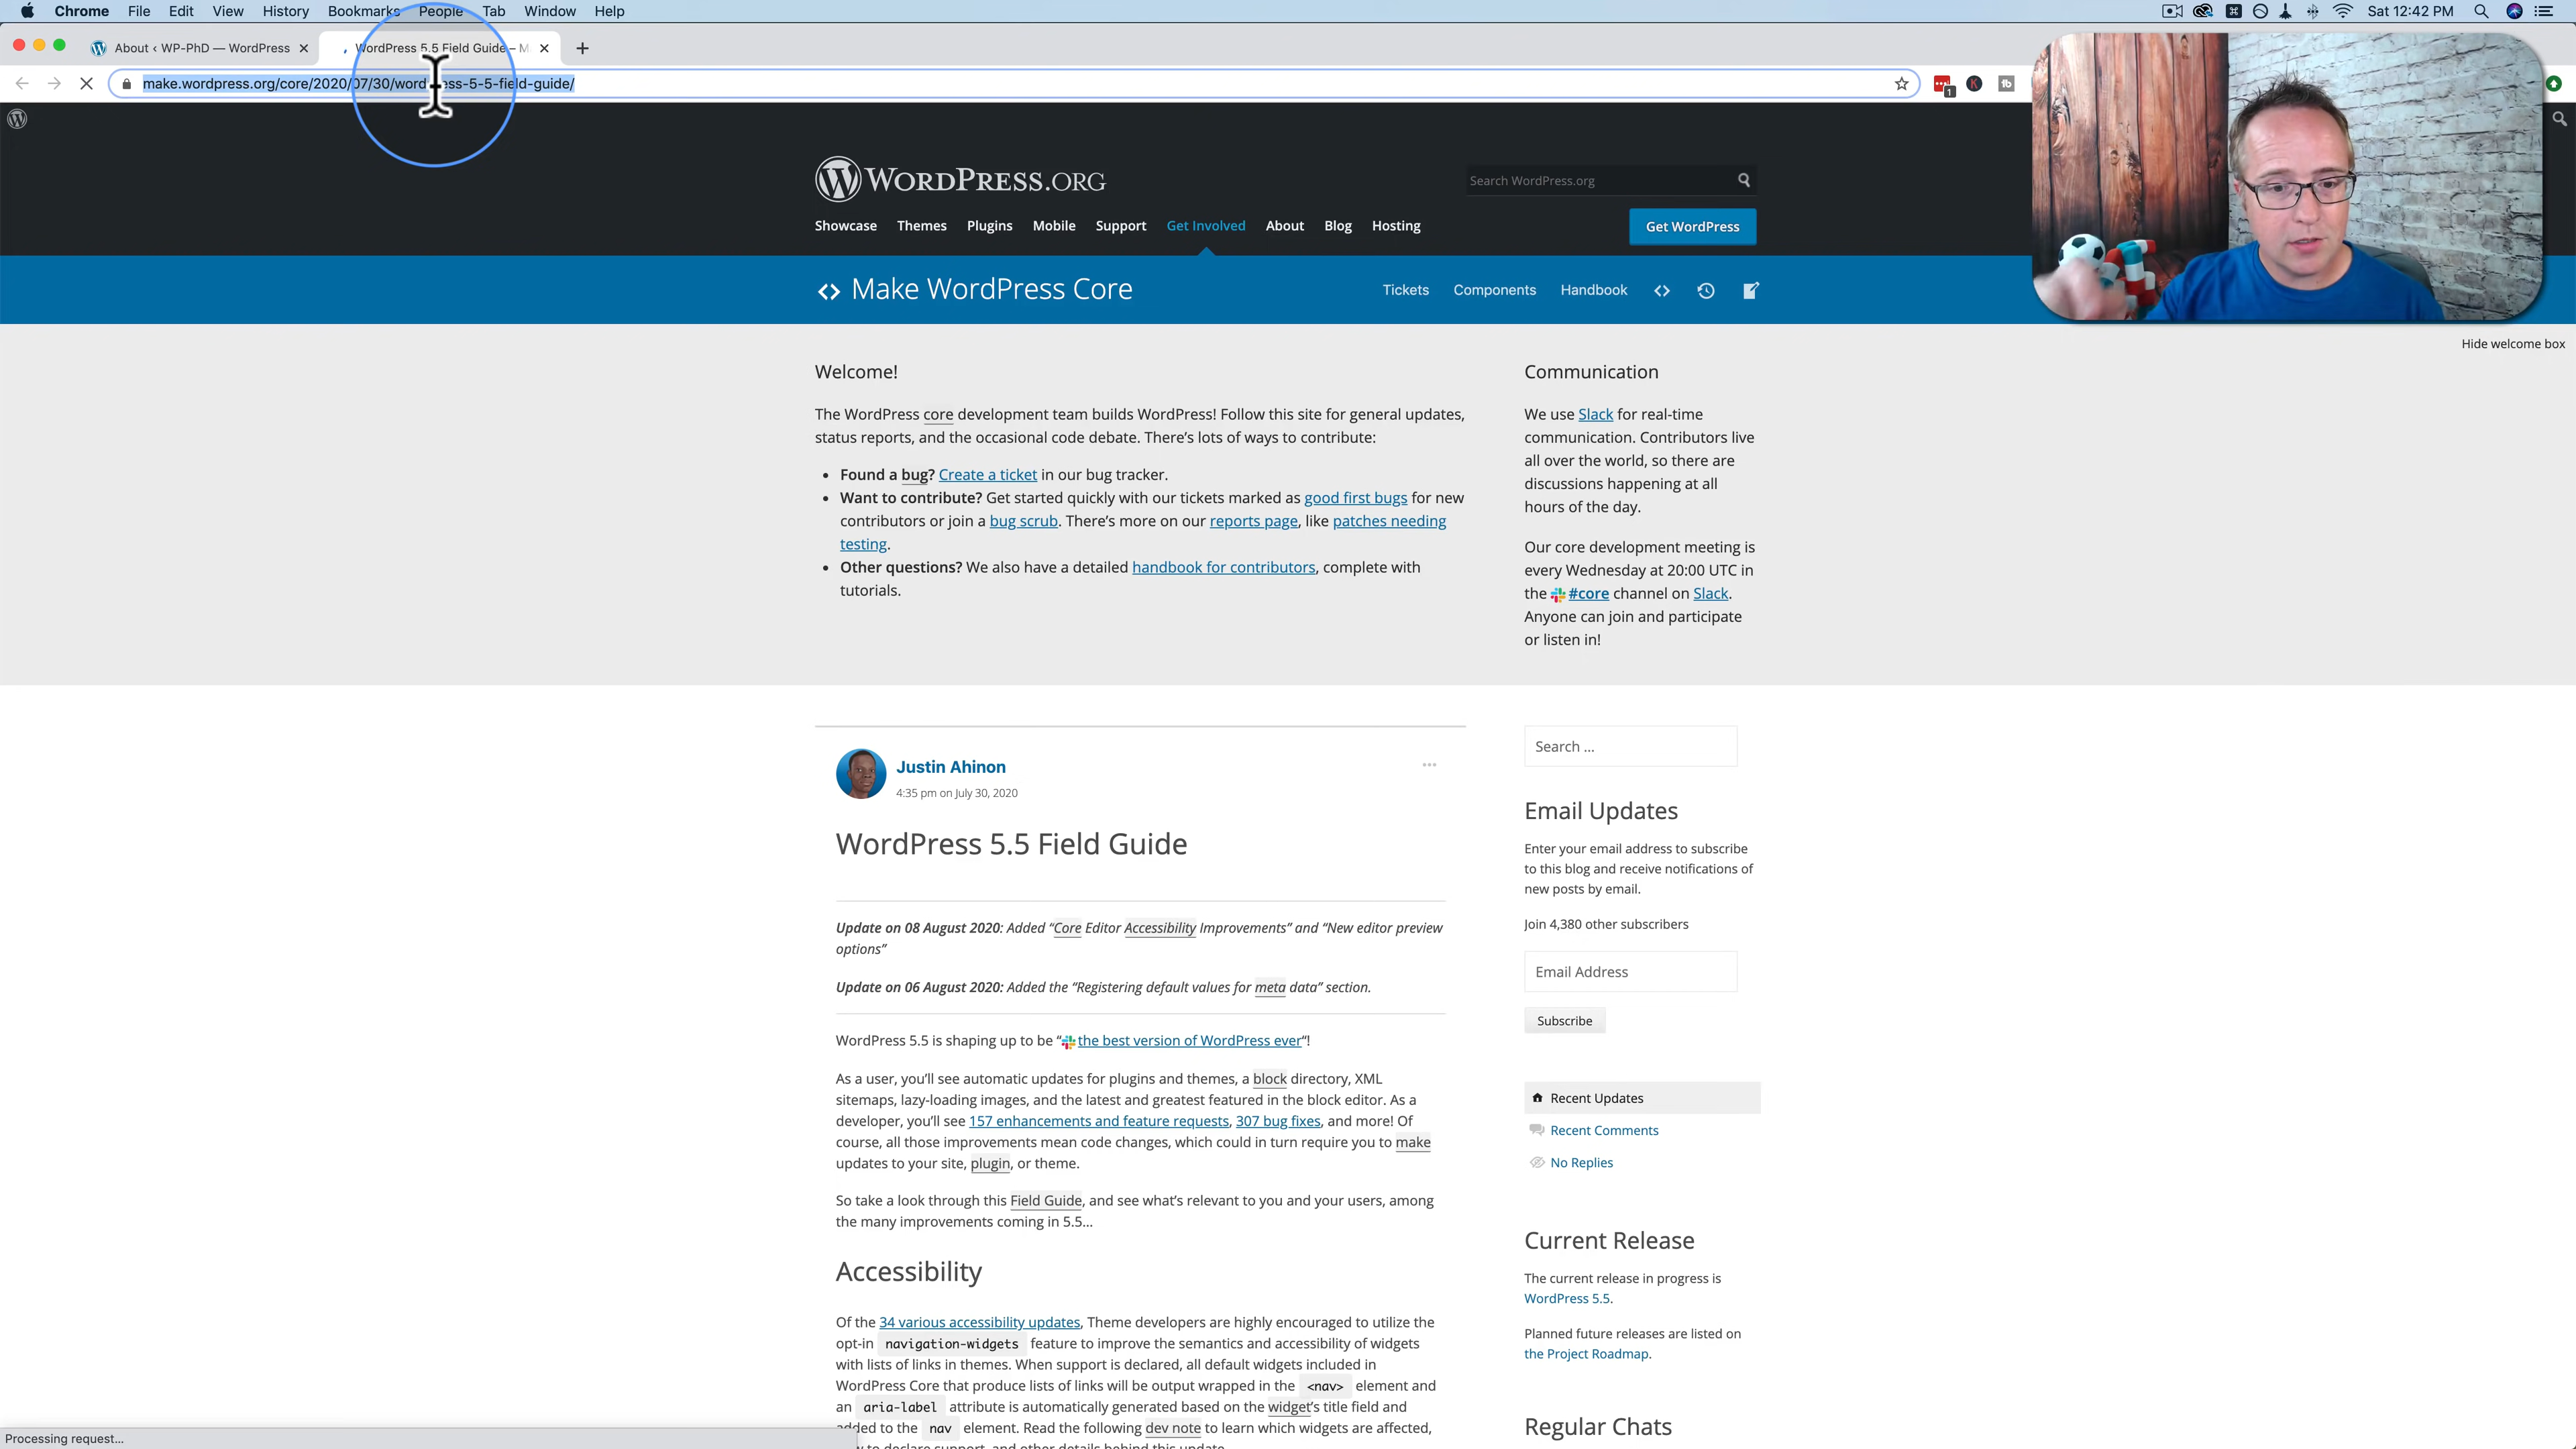 Chrome File Edit View History Bookmarks People Tab Window Help
Sat 12:42 PM
About ‹ WP-PhD — WordPress
WordPress 5.5 Field Guide – M
make.wordpress.org/core/2020/07/30/word ess-5-5-field-guide/
1
WORDPRESS.ORG
Search WordPress.org
Showcase Themes Plugins Mobile Support Get Involved About Blog Hosting
Get WordPress
Make WordPress Core
Tickets Components Handbook
Hide welcome box
Welcome!
The WordPress core development team builds WordPress! Follow this site for general updates,
status reports, and the occasional code debate. There's lots of ways to contribute:
Found a bug? Create a ticket in our bug tracker.
Want to contribute? Get started quickly with our tickets marked as good first bugs for new
contributors or join a bug scrub. There's more on our reports page, like patches needing
testing.
Other questions? We also have a detailed handbook for contributors, complete with
tutorials.
Communication
We use Slack for real-time
communication. Contributors live
all over the world, so there are
discussions happening at all
hours of the day.
Our core development meeting is
every Wednesday at 20:00 UTC in
the #core channel on Slack.
Anyone can join and participate
or listen in!
Justin Ahinon
4:35 pm on July 30, 2020
WordPress 5.5 Field Guide
Update on 08 August 2020: Added “Core Editor Accessibility Improvements” and “New editor preview
options”
Update on 06 August 2020: Added the “Registering default values for meta data” section.
WordPress 5.5 is shaping up to be “the best version of WordPress ever“!
As a user, you'll see automatic updates for plugins and themes, a block directory, XML
sitemaps, lazy-loading images, and the latest and greatest featured in the block editor. As a
developer, you'll see 157 enhancements and feature requests, 307 bug fixes, and more! Of
course, all those improvements mean code changes, which could in turn require you to make
updates to your site, plugin, or theme.
So take a look through this Field Guide, and see what's relevant to you and your users, among
the many improvements coming in 5.5...
Accessibility
Of the 34 various accessibility updates, Theme developers are highly encouraged to utilize the
opt-in navigation-widgets feature to improve the semantics and accessibility of widgets
with lists of links in themes. When support is declared, all default widgets included in
WordPress Core that produce lists of links will be output wrapped in the <nav> element and
an aria-label attribute is automatically generated based on the widget's title field and
added to the nav element. Read the following dev note to learn which widgets are affected,
to declare support, and other details behind this update.
Search ...
Email Updates
Enter your email address to subscribe
to this blog and receive notifications of
new posts by email.
Join 4,380 other subscribers
Email Address
Subscribe
Recent Updates
Recent Comments
No Replies
Current Release
The current release in progress is
WordPress 5.5.
Planned future releases are listed on
the Project Roadmap.
Regular Chats
Processing request...